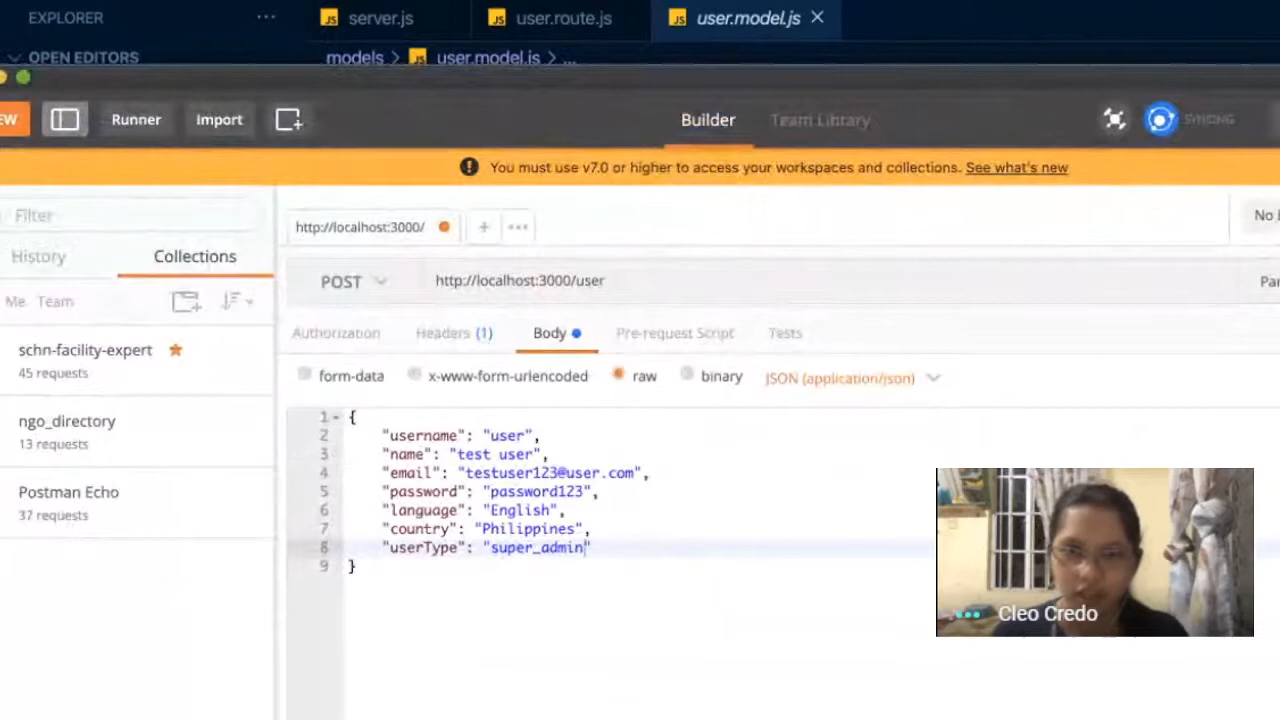 EXPLORER
server.js
user.route.js
user.model.js
OPEN EDITORS
models > user.model.js > ...
EW
Runner
Import
Builder
Team Library
SYNCING
You must use v7.0 or higher to access your workspaces and collections. See what's new
Filter
http://localhost:3000/
No
History
Collections
POST
http://localhost:3000/user
Me Team
Authorization
Headers (1)
Body
Pre-request Script
Tests
schn-facility-expert
45 requests
form-data
x-www-form-urlencoded
raw
binary
JSON (application/json)
ngo_directory
13 requests
Postman Echo
37 requests
1 {
2 "username": "user",
3 "name": "test user",
4 "email": "testuser123@user.com",
5 "password": "password123",
6 "language": "English",
7 "country": "Philippines",
8 "userType": "super_admin"
9 }
Cleo Credo